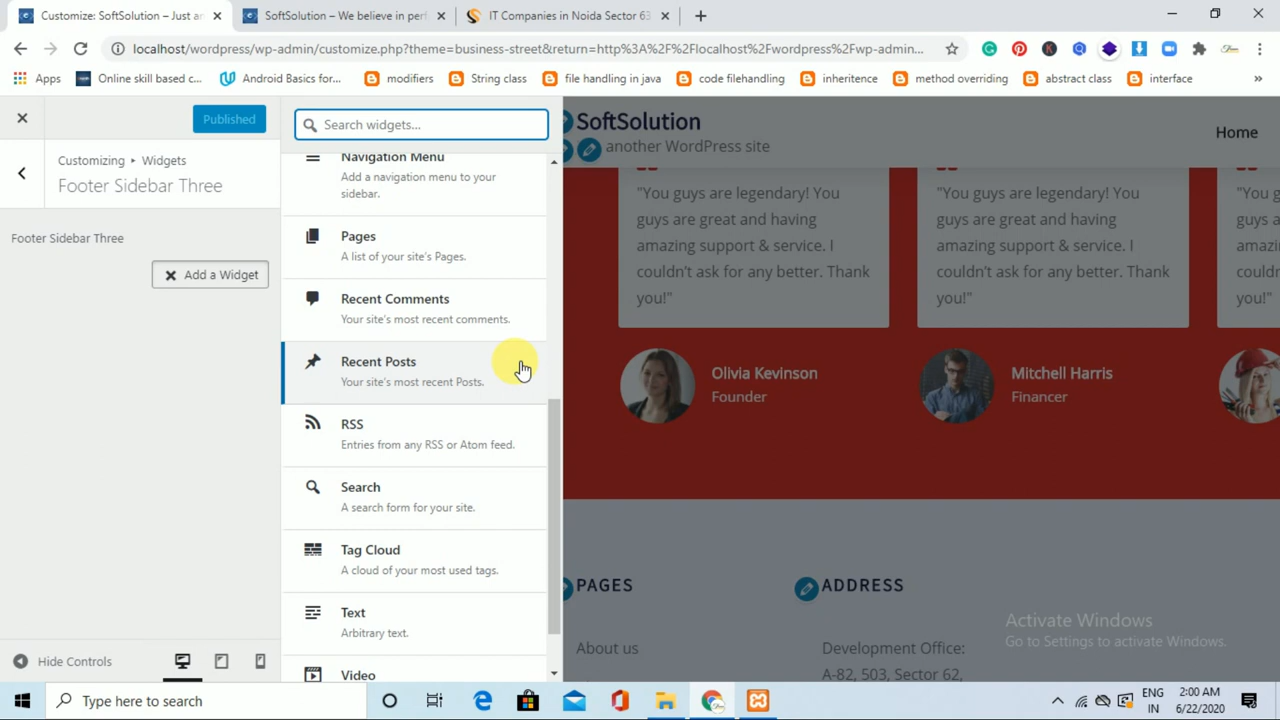 Customize: SoftSolution – Just a
SoftSolution – We believe in perf
IT Companies in Noida Sector 63
localhost/wordpress/wp-admin/customize.php?theme=business-street&return=http%3A%2F%2Flocalhost%2Fwordpress%2Fwp-admin...
Apps
Online skill based c...
Android Basics for...
modifiers
String class
file handling in java
code filehandling
inheritence
method overriding
abstract class
interface
»
Published
Customizing ▸ Widgets
Footer Sidebar Three
Footer Sidebar Three
Add a Widget
Hide Controls
Search widgets...
Navigation Menu
Add a navigation menu to your
sidebar.
Pages
A list of your site's Pages.
Recent Comments
Your site's most recent comments.
Recent Posts
Your site's most recent Posts.
RSS
Entries from any RSS or Atom feed.
Search
A search form for your site.
Tag Cloud
A cloud of your most used tags.
Text
Arbitrary text.
Video
SoftSolution
another WordPress site
Home
"You guys are legendary! You
guys are great and having
amazing support & service. I
couldn't ask for any better. Thank
you!"
Olivia Kevinson
Founder
"You guys are legendary! You
guys are great and having
amazing support & service. I
couldn't ask for any better. Thank
you!"
Mitchell Harris
Financer
"You g
guys a
amazi
couldn
you!"
PAGES
About us
ADDRESS
Development Office:
A-82, 503, Sector 62,
Activate Windows
Go to Settings to activate Windows.
Type here to search
ENG
IN
2:00 AM
6/22/2020